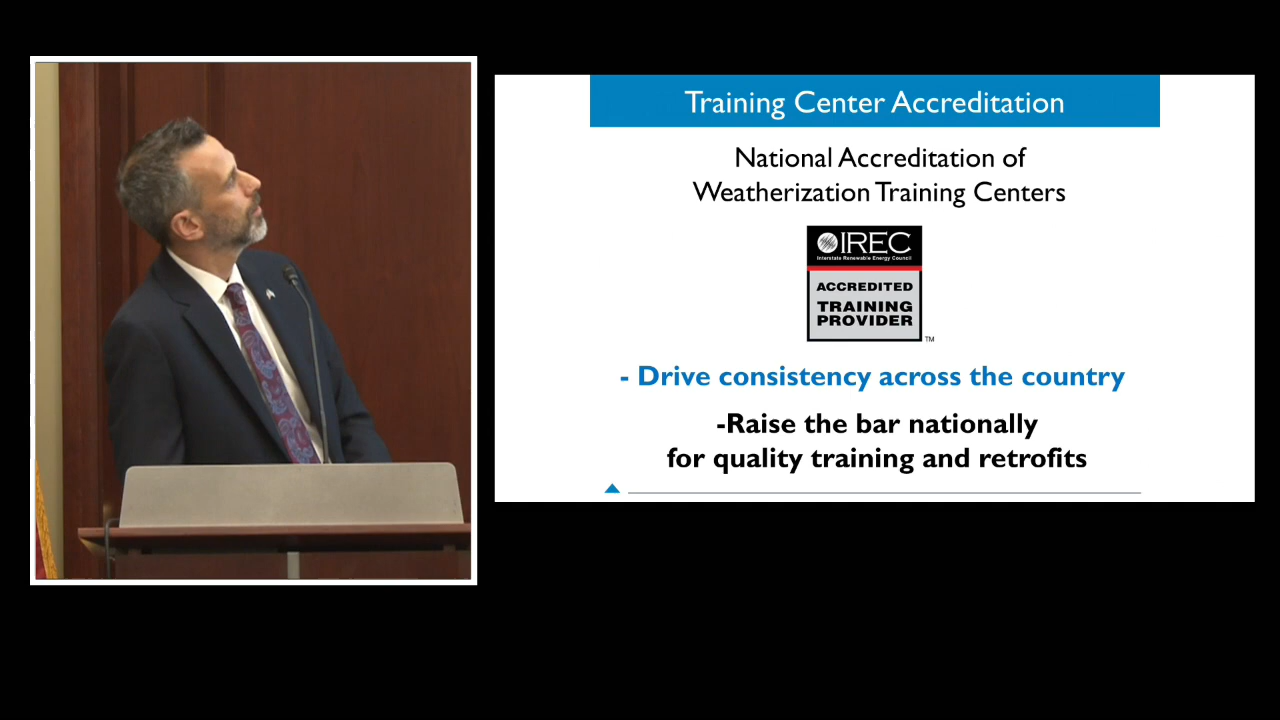 Training Center Accreditation
National Accreditation of
Weatherization Training Centers
IREC
Interstate Renewable Energy Council
ACCREDITED
TRAINING
PROVIDER
TM
- Drive consistency across the country
-Raise the bar nationally
for quality training and retrofits